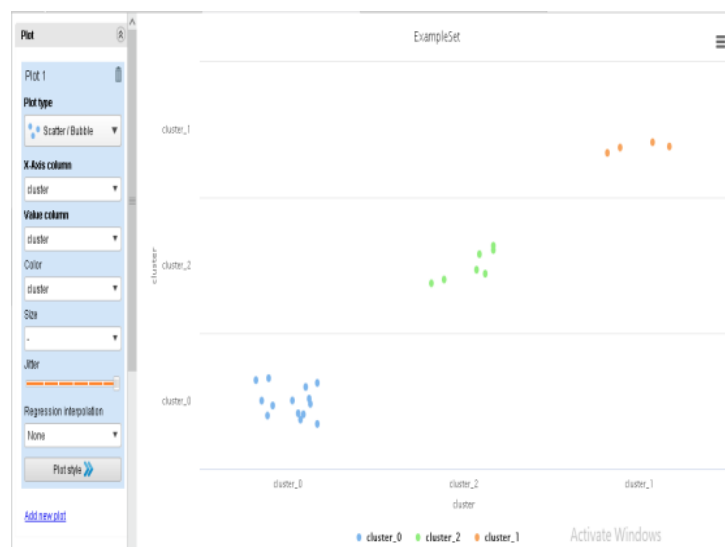 Plot
Plot 1
Plot type
Scatter / Bubble
X-Axis column
cluster
Value column
cluster
Color
cluster
Size
-
Jitter
Regression interpolation
None
Plot style
Add new plot
ExampleSet
cluster_1
cluster_2
cluster_0
cluster
cluster_0
cluster_2
cluster_1
cluster
cluster_0 cluster_2 cluster_1
Activate Windows